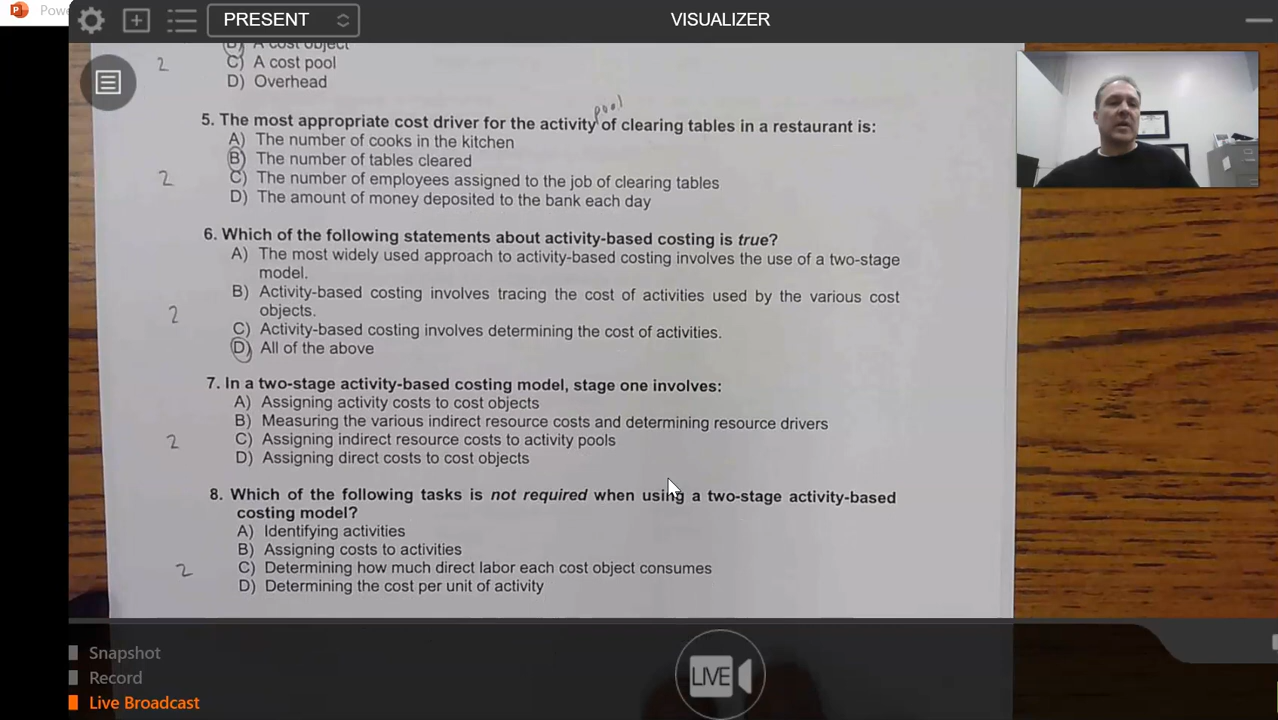 Powe
PRESENT
VISUALIZER
B) A cost object
2
C) A cost pool
D) Overhead
pool
5. The most appropriate cost driver for the activity of clearing tables in a restaurant is:
A) The number of cooks in the kitchen
B) The number of tables cleared
2
C) The number of employees assigned to the job of clearing tables
D) The amount of money deposited to the bank each day
6. Which of the following statements about activity-based costing is true?
A) The most widely used approach to activity-based costing involves the use of a two-stage
model.
B) Activity-based costing involves tracing the cost of activities used by the various cost
objects.
2
C) Activity-based costing involves determining the cost of activities.
D) All of the above
7. In a two-stage activity-based costing model, stage one involves:
A) Assigning activity costs to cost objects
B) Measuring the various indirect resource costs and determining resource drivers
2
C) Assigning indirect resource costs to activity pools
D) Assigning direct costs to cost objects
8. Which of the following tasks is not required when using a two-stage activity-based
costing model?
A) Identifying activities
B) Assigning costs to activities
2
C) Determining how much direct labor each cost object consumes
D) Determining the cost per unit of activity
Snapshot
Record
Live Broadcast
LIVE